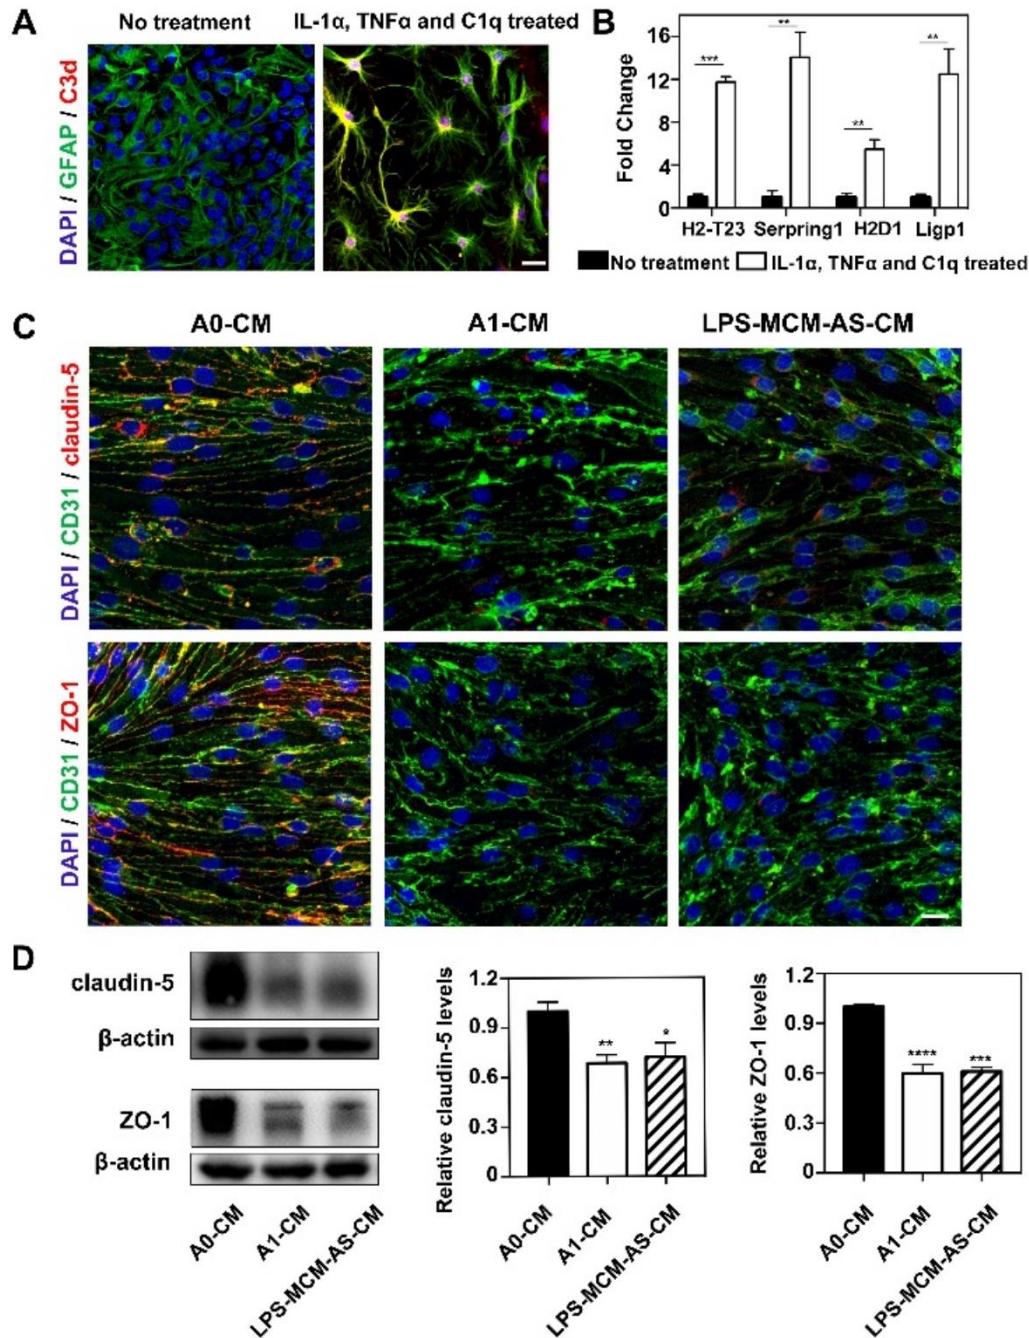 A
No treatment
IL-1α, TNFα and C1q treated
DAPI / GFAP / C3d
B
Fold Change
16
12
8
4
0
***
**
**
**
H2-T23 Serpring1 H2D1 Ligp1
No treatment IL-1α, TNFα and C1q treated
C
A0-CM
A1-CM
LPS-MCM-AS-CM
DAPI / CD31 / claudin-5
DAPI / CD31 / ZO-1
D
claudin-5
β-actin
ZO-1
β-actin
A0-CM
A1-CM
LPS-MCM-AS-CM
Relative claudin-5 levels
1.2
0.9
0.6
0.3
0
**
*
A0-CM
A1-CM
LPS-MCM-AS-CM
Relative ZO-1 levels
1.2
0.9
0.6
0.3
0
****
***
A0-CM
A1-CM
LPS-MCM-AS-CM